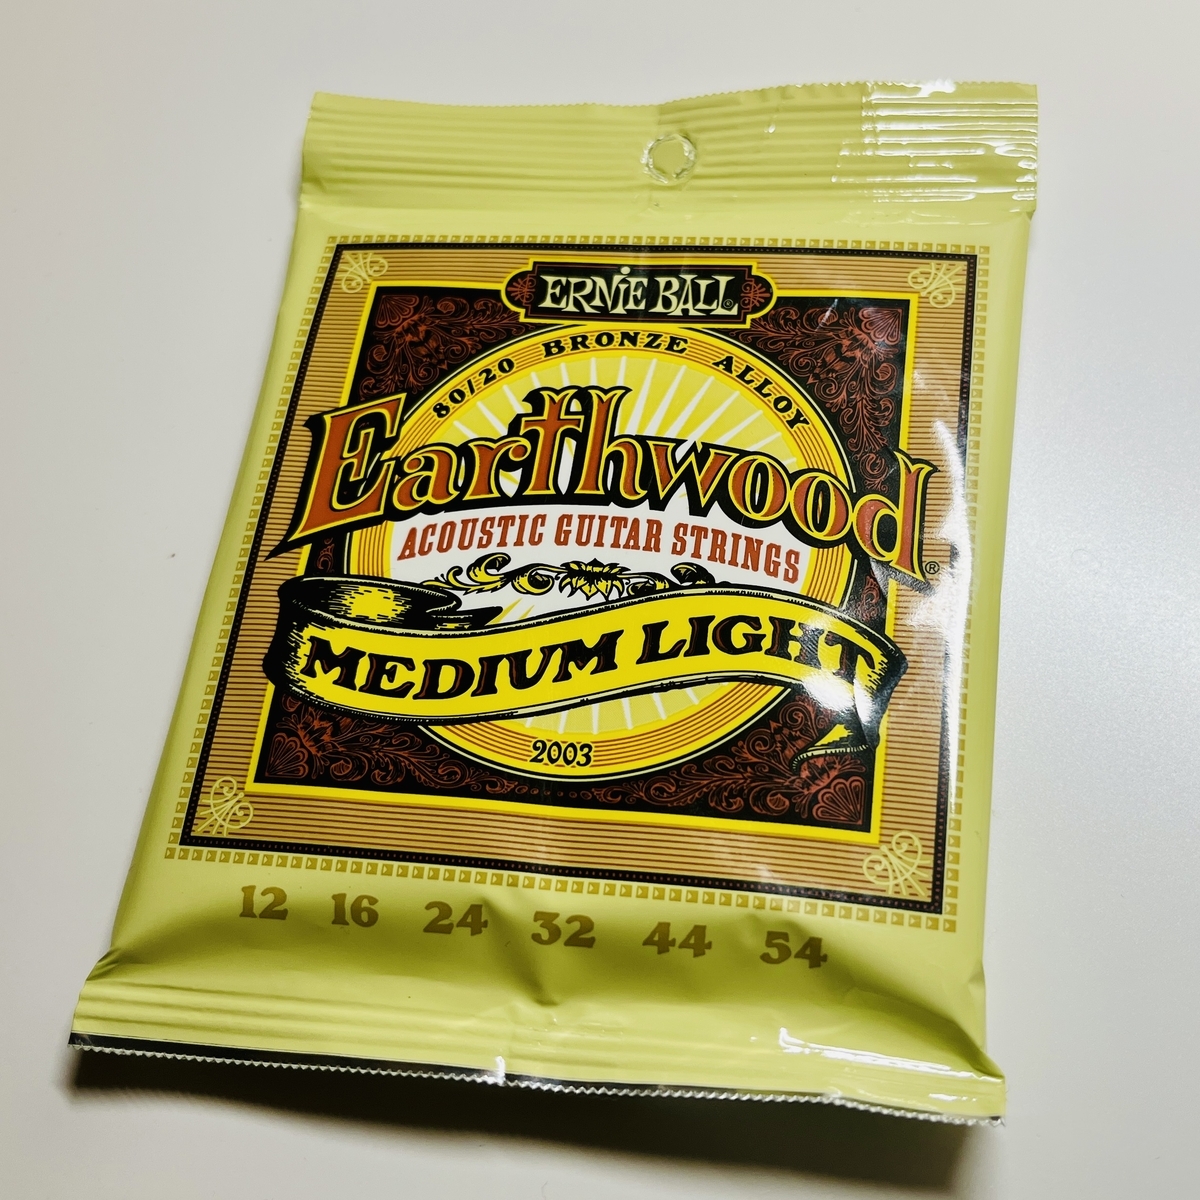 ERNIE BALL
80/20 BRONZE ALLOY
Earthwood®
ACOUSTIC GUITAR STRINGS
MEDIUM LIGHT
2003
12 16 24 32 44 54